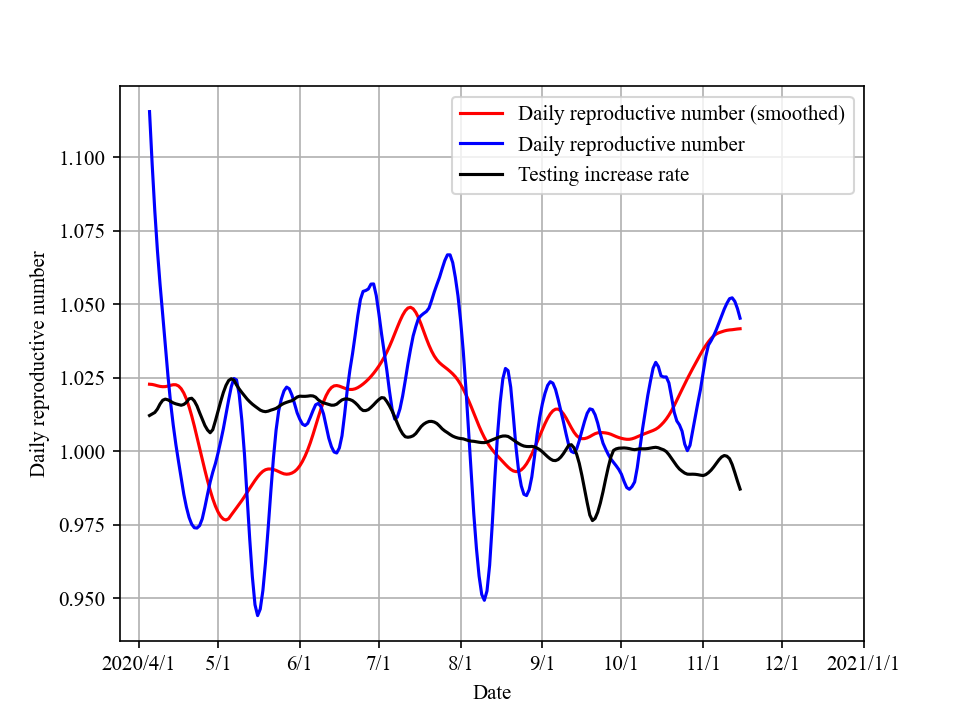 Daily reproductive number (smoothed)
Daily reproductive number
Testing increase rate
Daily reproductive number
1.100
1.075
1.050
1.025
1.000
0.975
0.950
2020/4/1 5/1 6/1 7/1 8/1 9/1 10/1 11/1 12/1 2021/1/1
Date